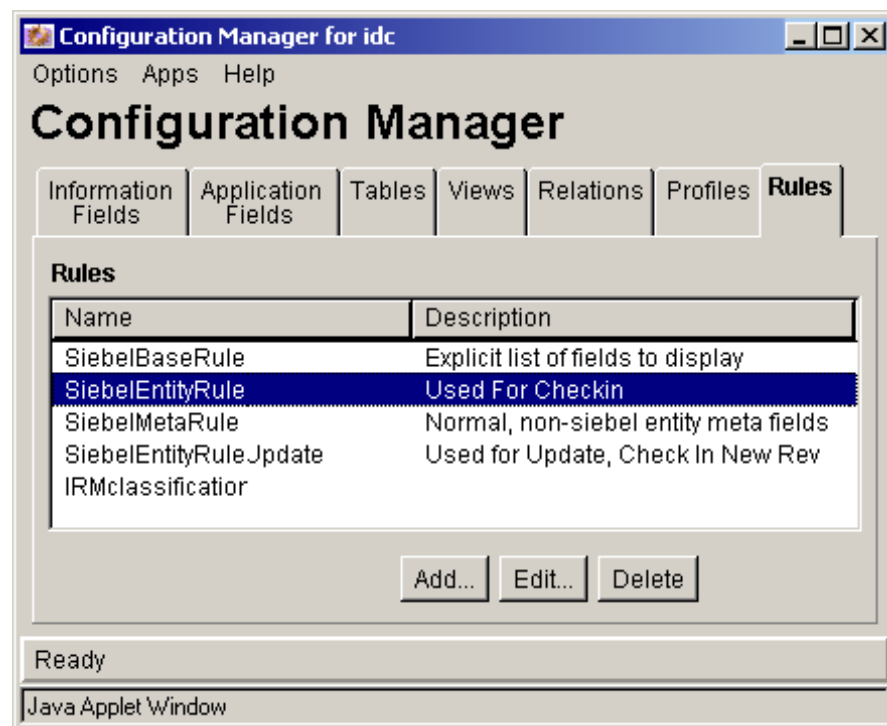 Configuration Manager for idc
Options Apps Help
Configuration Manager
Information Fields
Application Fields
Tables
Views
Relations
Profiles
Rules
Rules
Name Description
SiebelBaseRule Explicit list of fields to display
SiebelEntityRule Used For Checkin
SiebelMetaRule Normal, non-siebel entity meta fields
SiebelEntityRuleUpdate Used for Update, Check In New Rev
IRMclassification
Add... Edit... Delete
Ready
Java Applet Window